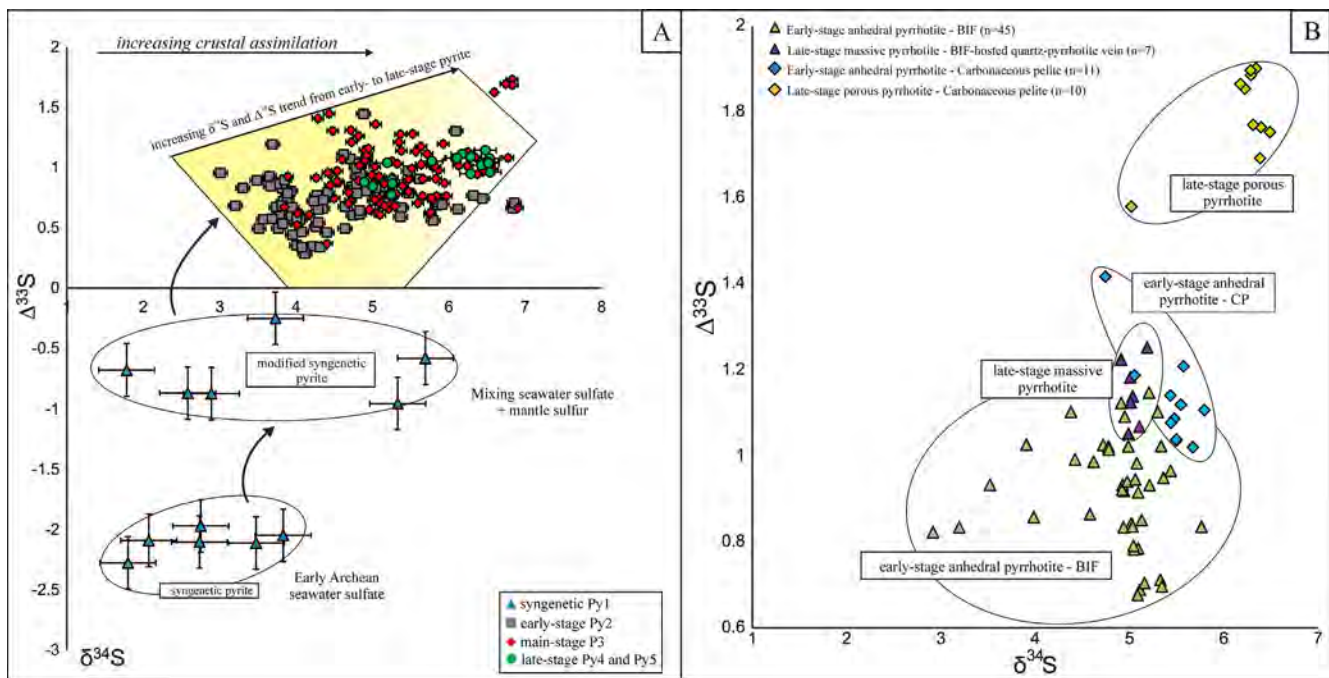 A
increasing crustal assimilation
increasing δ³⁴S and Δ³³S trend from early- to late-stage pyrite
2
1.5
1
0.5
0
-0.5
-1
-1.5
-2
-2.5
-3
Δ³³S
1 2 3 4 5 6 7 8
modified syngenetic
pyrite
Mixing seawater sulfate
+ mantle sulfur
syngenetic pyrite
Early Archean
seawater sulfate
syngenetic Py1
early-stage Py2
main-stage P3
late-stage Py4 and Py5
δ³⁴S
B
Early-stage anhedral pyrrhotite - BIF (n=45)
Late-stage massive pyrrhotite - BIF-hosted quartz-pyrrhotite vein (n=7)
Early-stage anhedral pyrrhotite - Carbonaceous pelite (n=11)
Late-stage porous pyrrhotite - Carbonaceous pelite (n=10)
2
1.8
1.6
1.4
1.2
1
0.8
0.6
Δ³³S
late-stage porous
pyrrhotite
early-stage anhedral
pyrrhotite - CP
late-stage massive
pyrrhotite
early-stage anhedral pyrrhotite - BIF
1 2 3 4 5 6 7
δ³⁴S